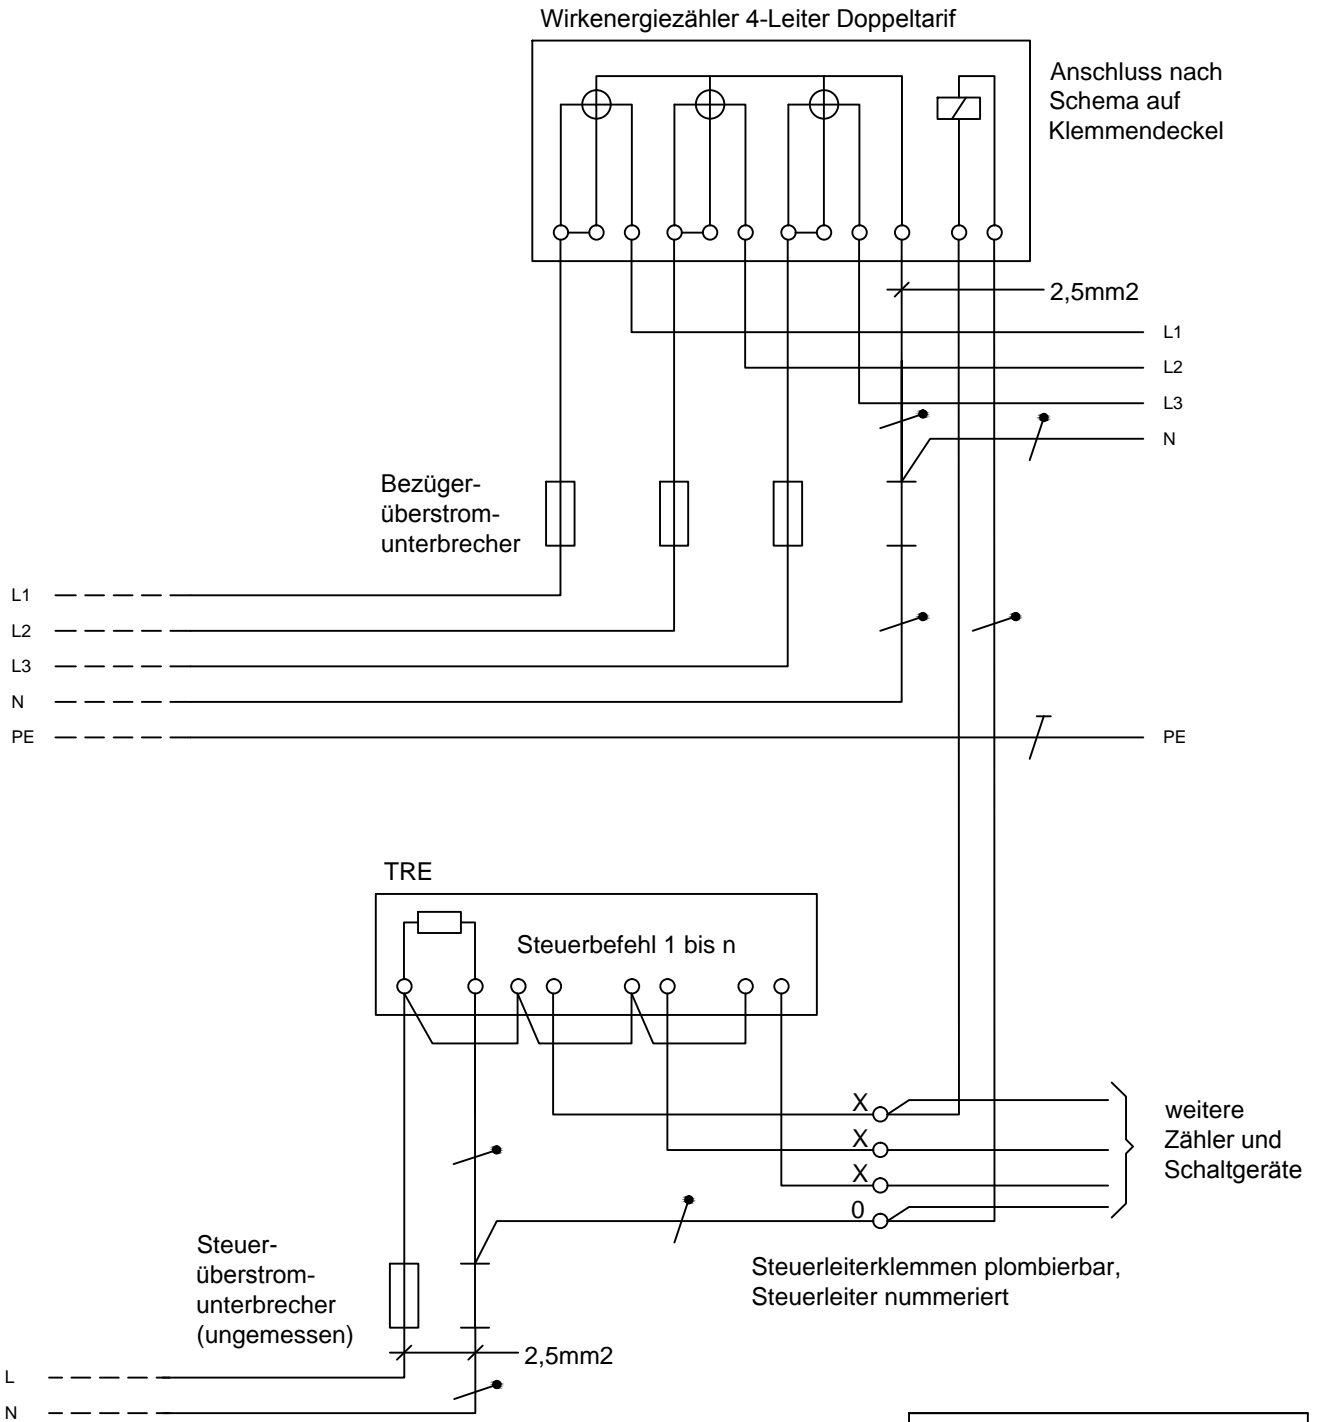 Wirkenergiezähler 4-Leiter Doppeltarif
Anschluss nach
Schema auf
Klemmendeckel
2,5mm2
L1
L2
L3
N
Bezüger-
überstrom-
unterbrecher
L1
L2
L3
N
PE
PE
TRE
Steuerbefehl 1 bis n
X
X
X
0
weitere
Zähler und
Schaltgeräte
Steuer-
überstrom-
unterbrecher
(ungemessen)
Steuerleiterklemmen plombierbar,
Steuerleiter nummeriert
2,5mm2
L
N